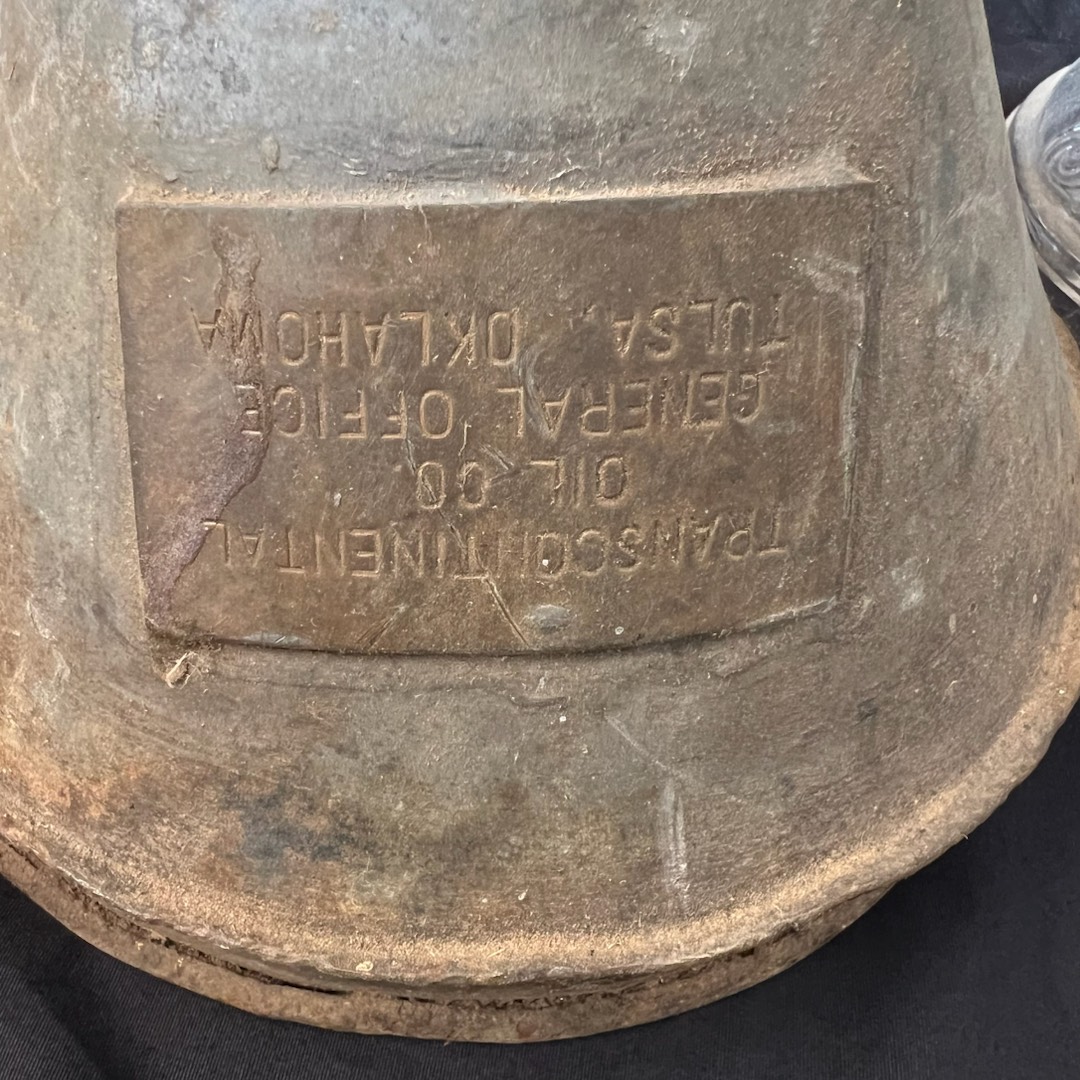 TRANSCONTINENTAL
OIL CO.
GENERAL OFFICE
TULSA, OKLAHOMA